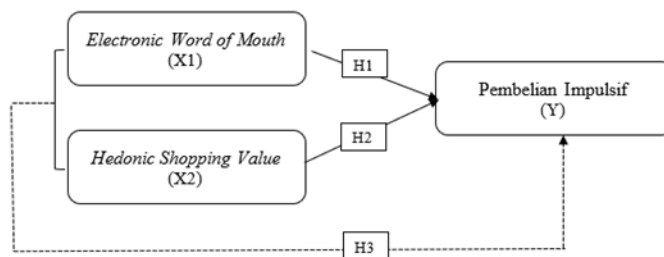 Electronic Word of Mouth
(X1)
H1
Pembelian Impulsif
(Y)
H2
Hedonic Shopping Value
(X2)
H3